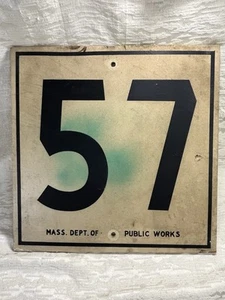 57
MASS. DEPT. OF PUBLIC WORKS